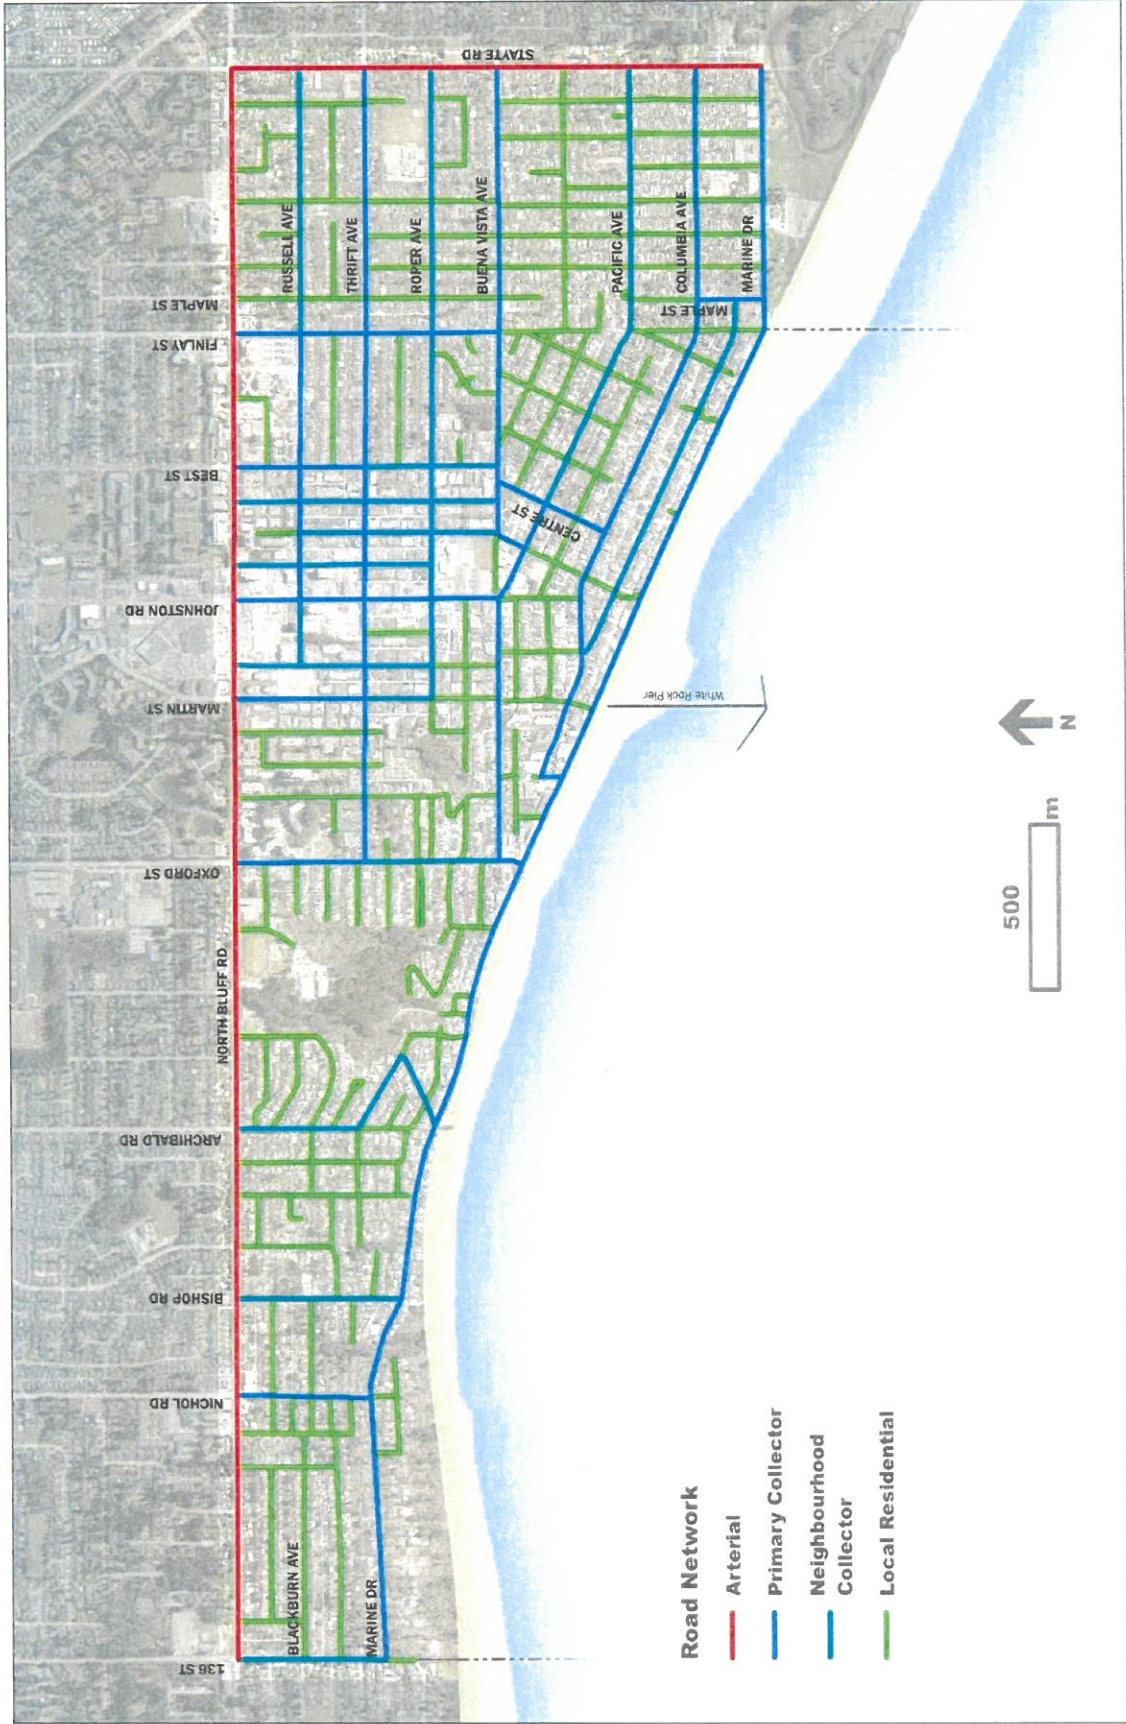 STAYTE RD
MAPLE ST
FINLAY ST
BEST ST
JOHNSTON RD
MARTIN ST
OXFORD ST
NORTH BLUFF RD
ARCHIBALD RD
BISHOP RD
NICHOL RD
136 ST
RUSSELL AVE
THRIFT AVE
ROPER AVE
BUENA VISTA AVE
PACIFIC AVE
COLUMBIA AVE
MARINE DR
MAPLE ST
CENTRE ST
White Rock Pier
BLACKBURN AVE
MARINE DR
N
500
m
Road Network
Arterial
Primary Collector
Neighbourhood
Collector
Local Residential